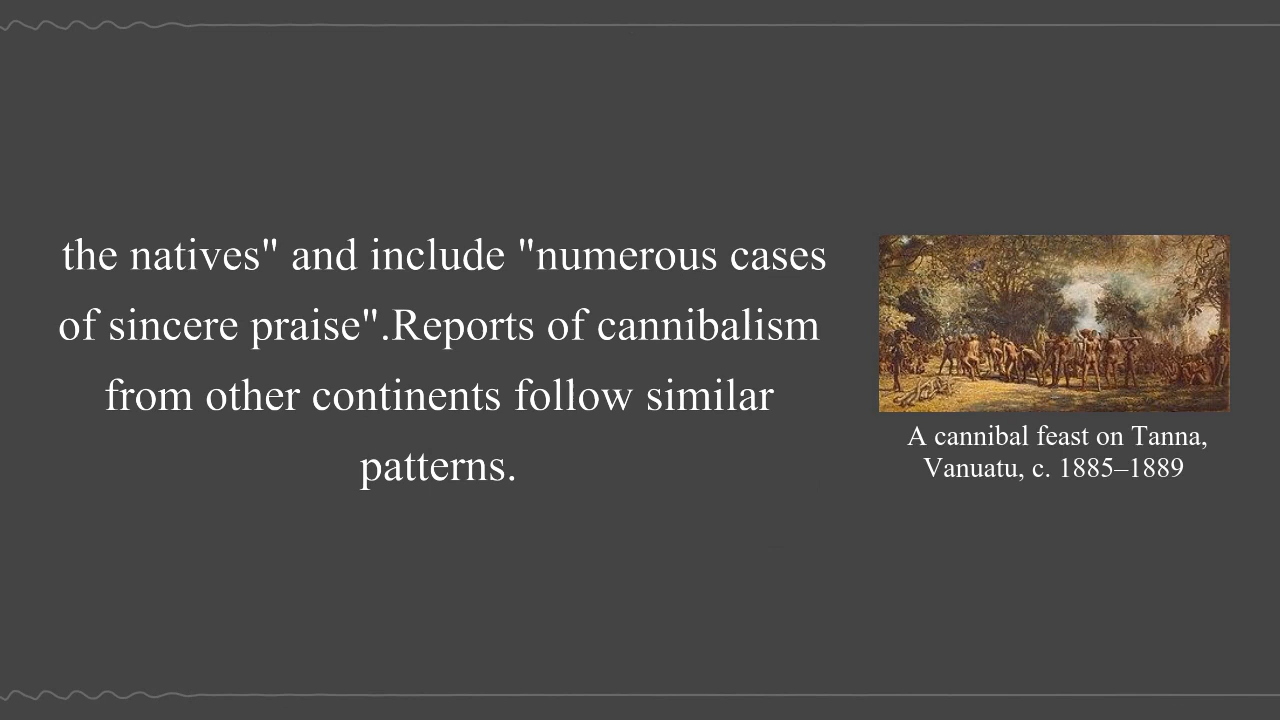 the natives" and include "numerous cases
of sincere praise".Reports of cannibalism
from other continents follow similar
patterns.
A cannibal feast on Tanna,
Vanuatu, c. 1885–1889